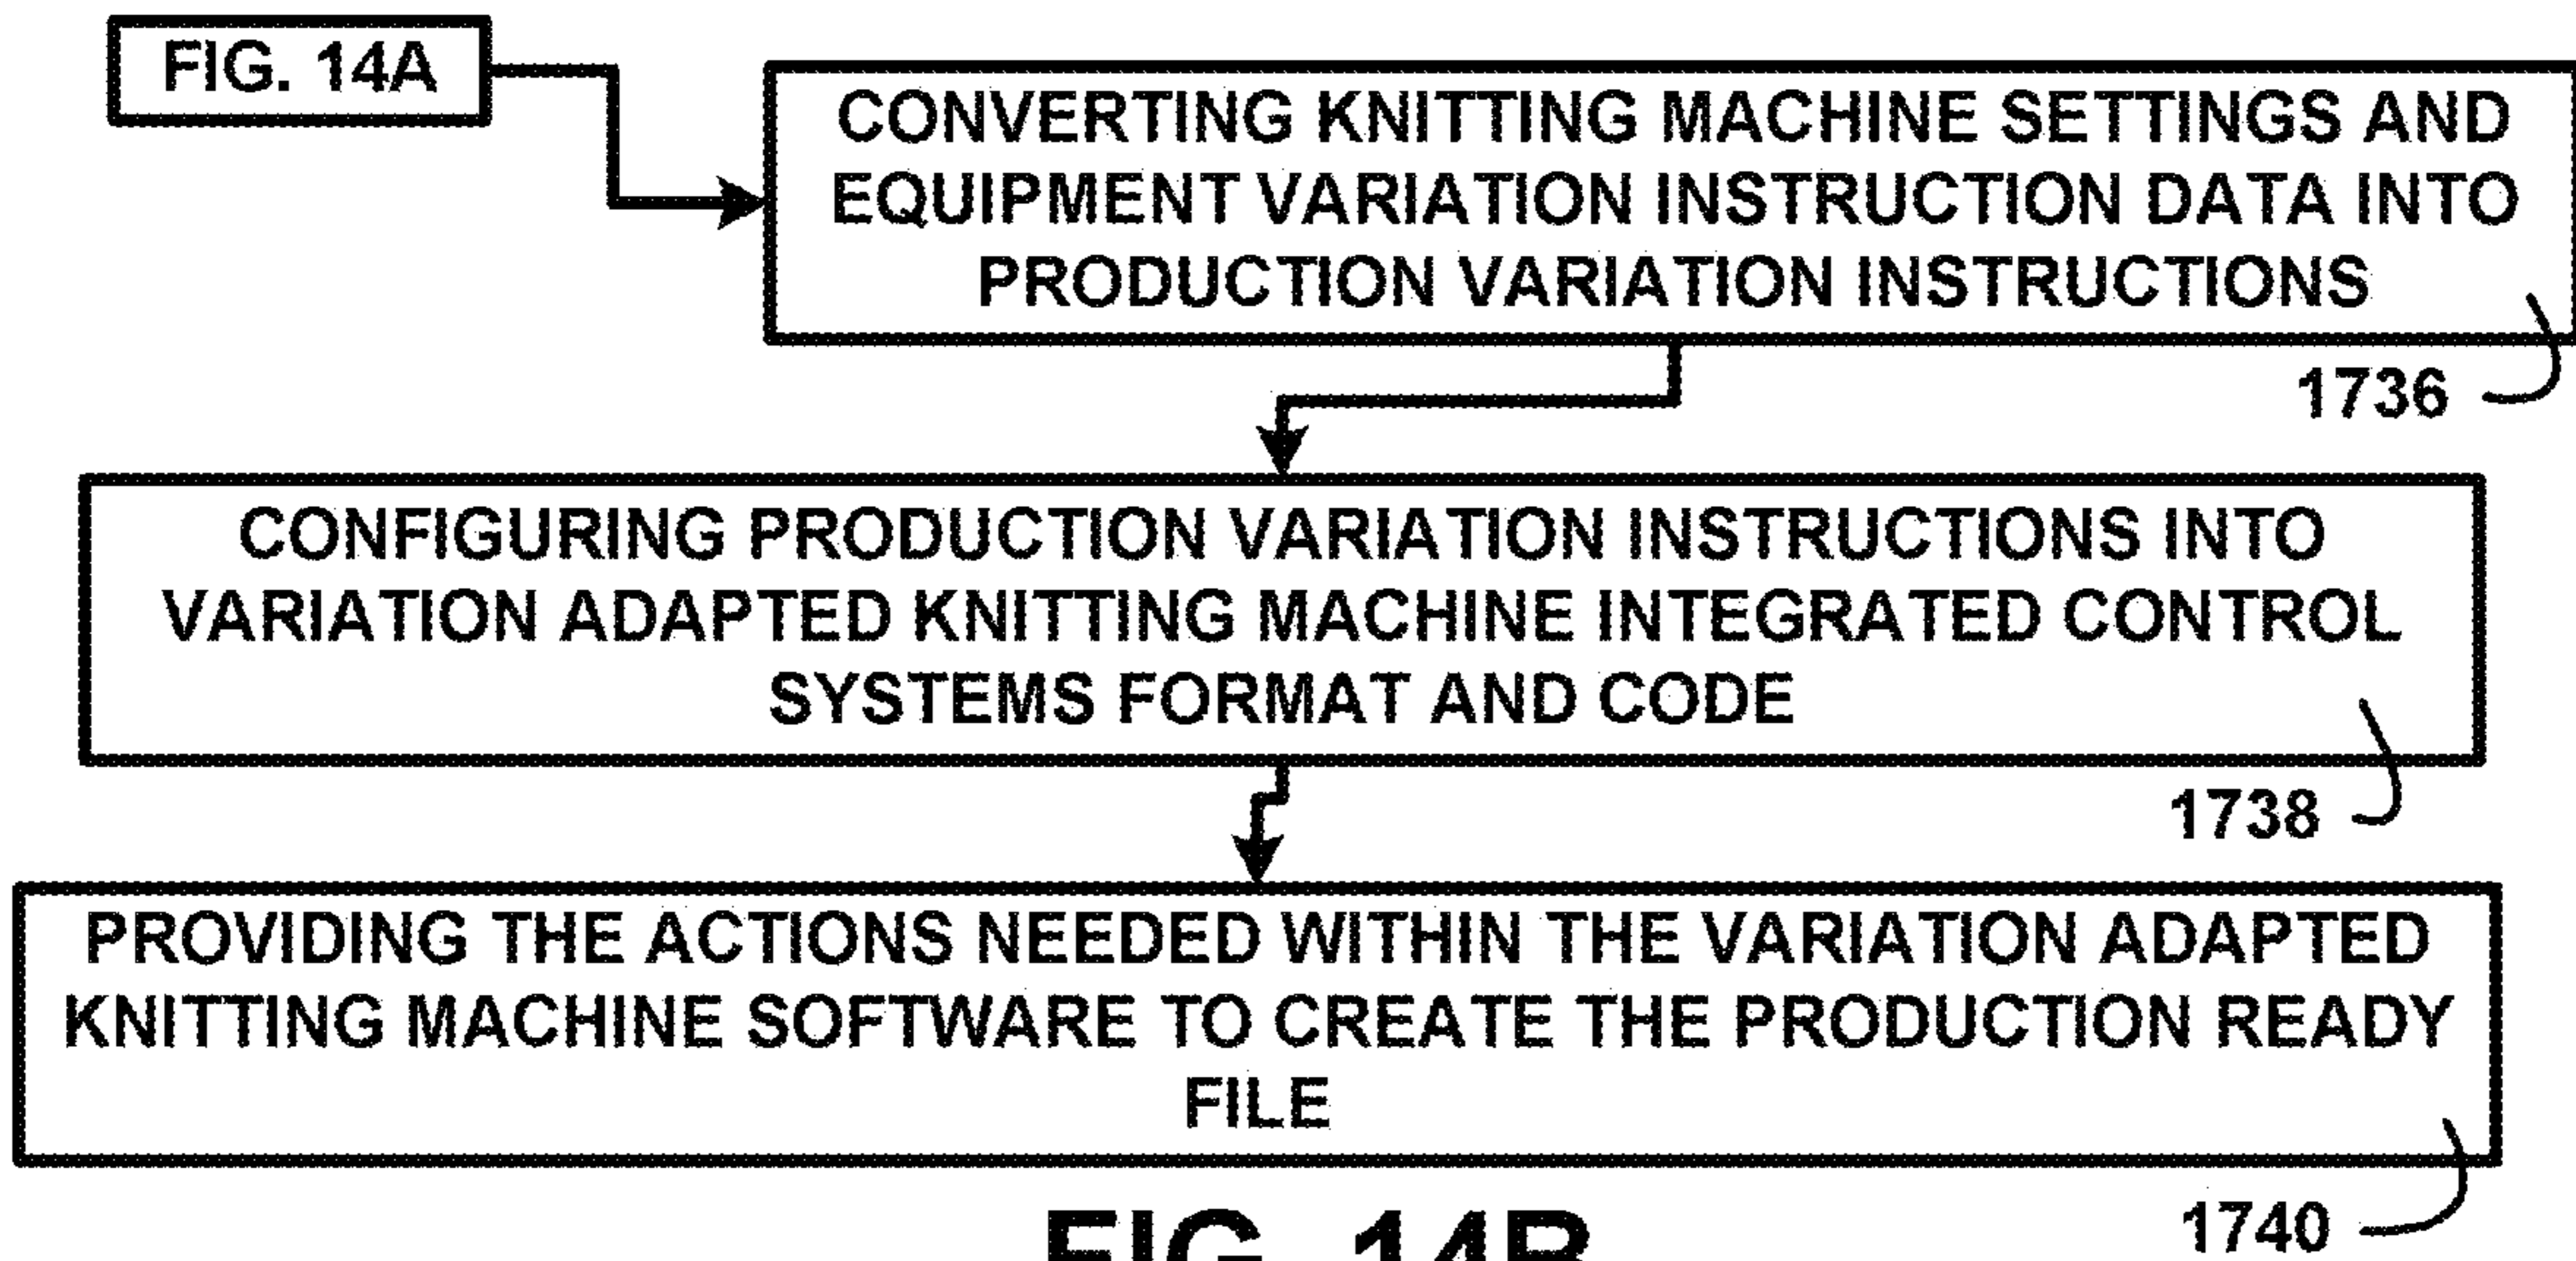 FIG. 14A
CONVERTING KNITTING MACHINE SETTINGS AND
EQUIPMENT VARIATION INSTRUCTION DATA INTO
PRODUCTION VARIATION INSTRUCTIONS
1736
CONFIGURING PRODUCTION VARIATION INSTRUCTIONS INTO
VARIATION ADAPTED KNITTING MACHINE INTEGRATED CONTROL
SYSTEMS FORMAT AND CODE
1738
PROVIDING THE ACTIONS NEEDED WITHIN THE VARIATION ADAPTED
KNITTING MACHINE SOFTWARE TO CREATE THE PRODUCTION READY
FILE
1740
FIG. 14B